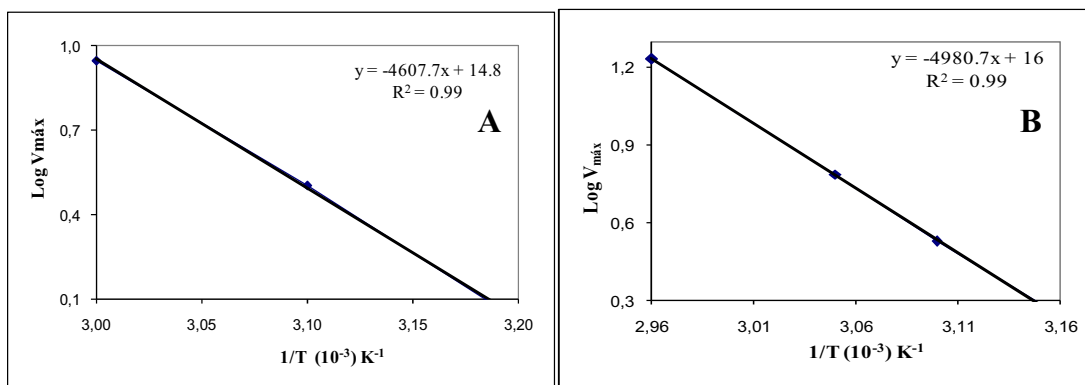 1,0
0,7
0,4
0,1
Log Vmáx
y = -4607.7x + 14.8
R² = 0.99
A
3,00 3,05 3,10 3,15 3,20
1/T (10⁻³) K⁻¹
1,2
0,9
0,6
0,3
Log Vmáx
y = -4980.7x + 16
R² = 0.99
B
2,96 3,01 3,06 3,11 3,16
1/T (10⁻³) K⁻¹